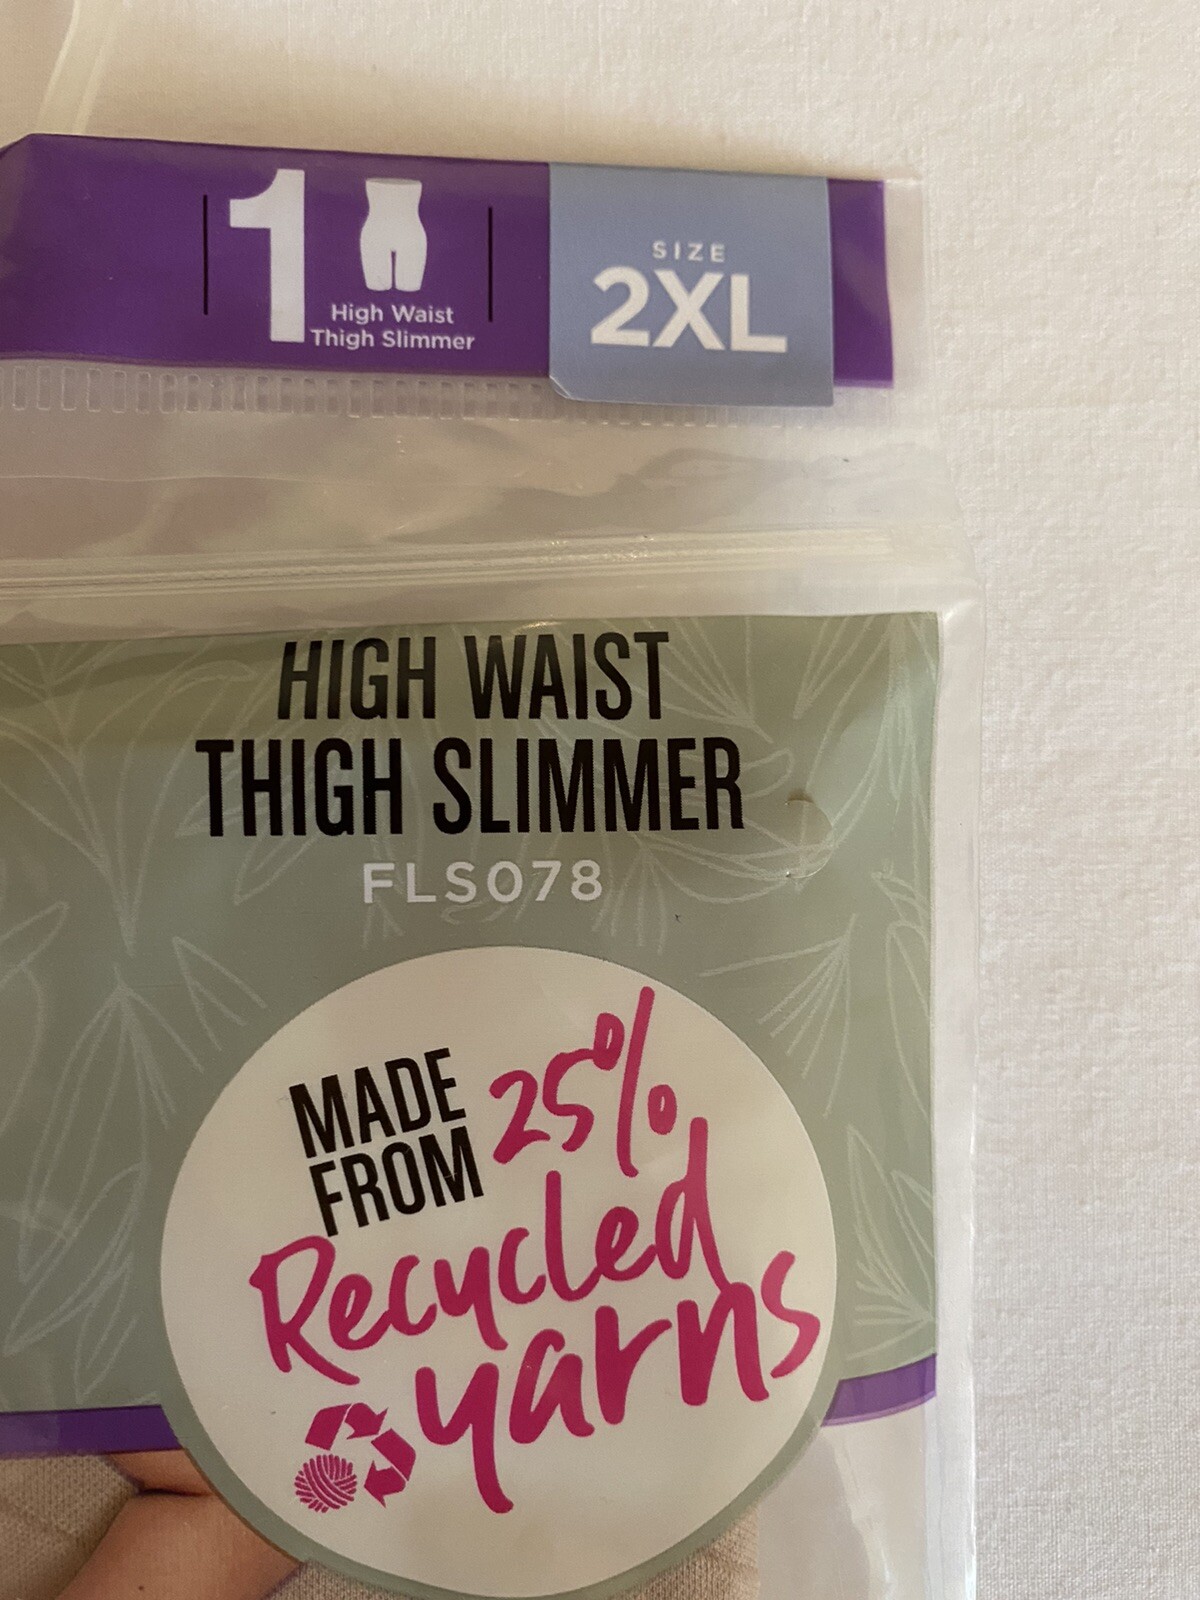 1
High Waist
Thigh Slimmer
SIZE
2XL
HIGH WAIST
THIGH SLIMMER
FLS078
MADE
FROM 25%
Recycled
yarns